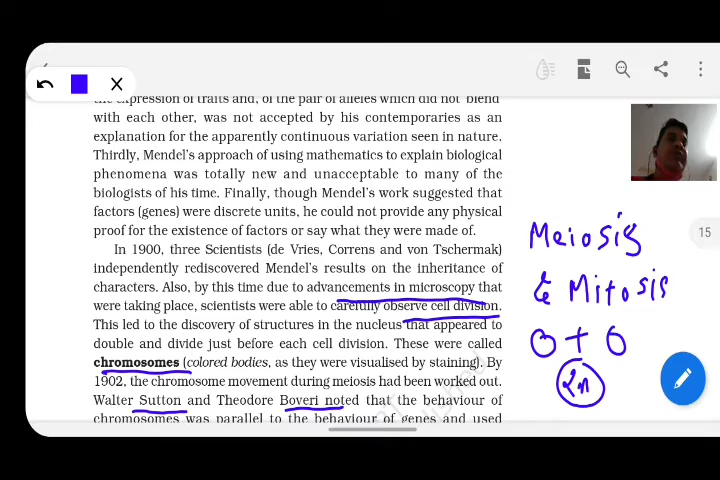 the expression of traits and, of the pair of alleles which did not blend
with each other, was not accepted by his contemporaries as an
explanation for the apparently continuous variation seen in nature.
Thirdly, Mendel's approach of using mathematics to explain biological
phenomena was totally new and unacceptable to many of the
biologists of his time. Finally, though Mendel's work suggested that
factors (genes) were discrete units, he could not provide any physical
proof for the existence of factors or say what they were made of.
In 1900, three Scientists (de Vries, Correns and von Tschermak)
independently rediscovered Mendel's results on the inheritance of
characters. Also, by this time due to advancements in microscopy that
were taking place, scientists were able to carefully observe cell division.
This led to the discovery of structures in the nucleus that appeared to
double and divide just before each cell division. These were called
chromosomes (colored bodies, as they were visualised by staining). By
1902, the chromosome movement during meiosis had been worked out.
Walter Sutton and Theodore Boveri noted that the behaviour of
chromosomes was parallel to the behaviour of genes and used
15
Meiosis
& Mitosis
+
2n